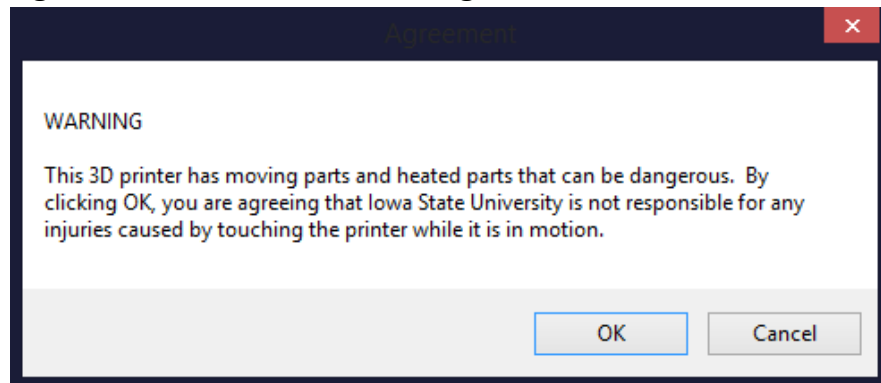 Agreement
WARNING
This 3D printer has moving parts and heated parts that can be dangerous.  By
clicking OK, you are agreeing that Iowa State University is not responsible for any
injuries caused by touching the printer while it is in motion.
OK Cancel